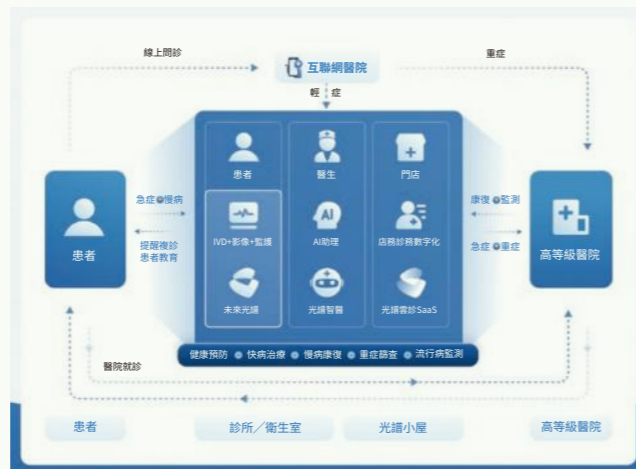 線上問診
互聯網醫院
重症
輕症
患者
醫生
門店
患者
急症 慢病
提醒複診
患者教育
IVD+影像+監護
AI助理
店務診務數字化
康復 監測
急症 重症
高等級醫院
未來光譜
光譜智醫
光譜雲診SaaS
健康預防 快病治療 慢病康復 重症篩查 流行病監測
醫院就診
患者
診所／衛生室
光譜小屋
高等級醫院